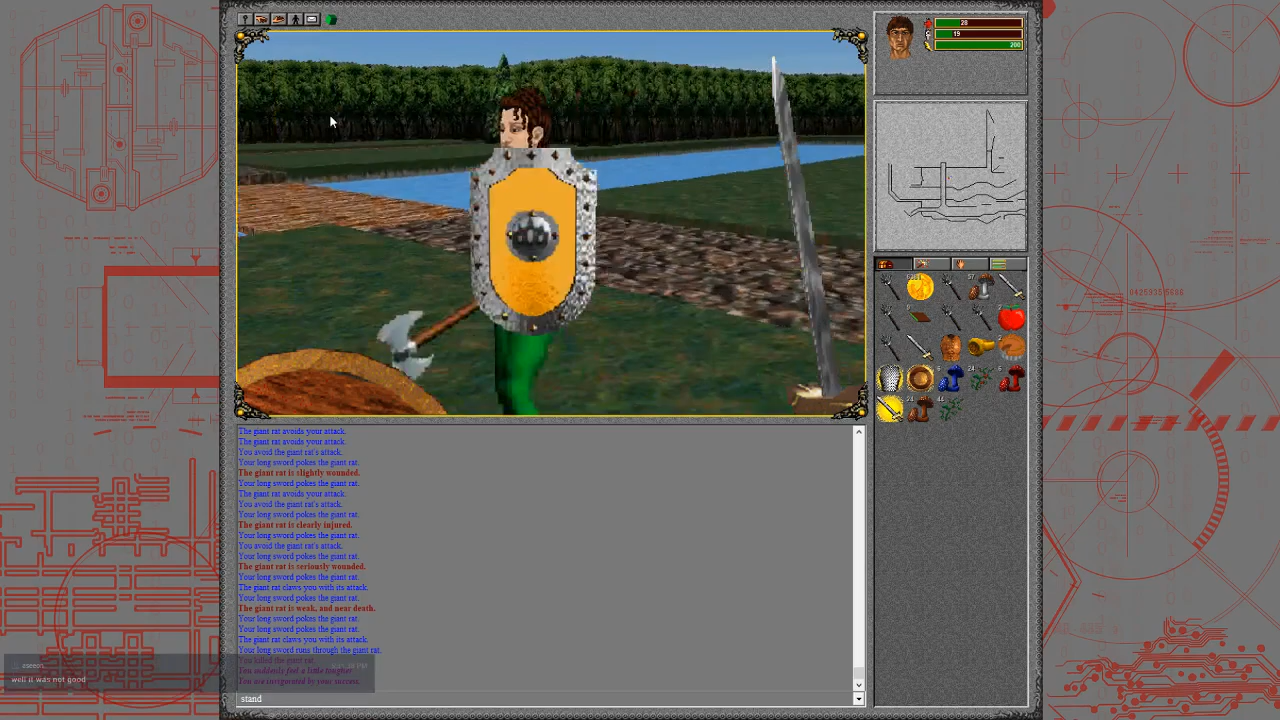 28
19
200
6381
57
24
24
44
The giant rat avoids your attack.
The giant rat avoids your attack.
You avoid the giant rat's attack.
Your long sword pokes the giant rat.
The giant rat is slightly wounded.
Your long sword pokes the giant rat.
The giant rat avoids your attack.
You avoid the giant rat's attack.
Your long sword pokes the giant rat.
The giant rat is clearly injured.
Your long sword pokes the giant rat.
You avoid the giant rat's attack.
Your long sword pokes the giant rat.
The giant rat is seriously wounded.
Your long sword pokes the giant rat.
The giant rat claws you with its attack.
Your long sword pokes the giant rat.
The giant rat is weak, and near death.
Your long sword pokes the giant rat.
Your long sword pokes the giant rat.
The giant rat claws you with its attack.
Your long sword runs through the giant rat.
You killed the giant rat.
You suddenly feel a little tougher.
You are invigorated by your success.
stand
well it was not good